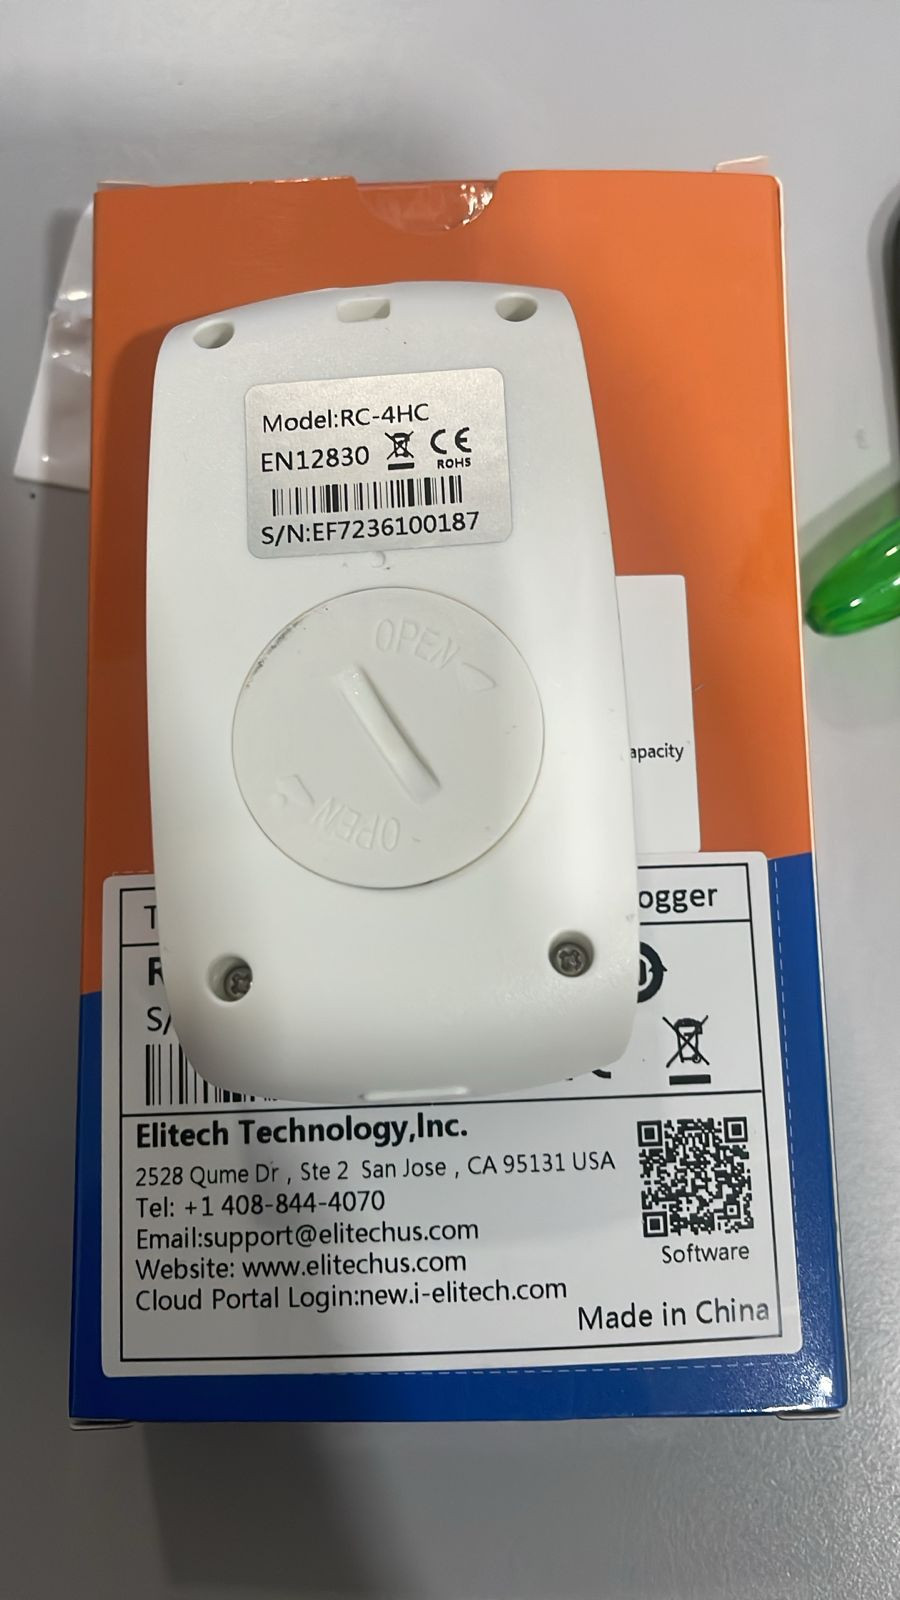 Model:RC-4HC
EN12830 CE
ROHS
S/N:EF7236100187
OPEN
OPEN
apacity
T
ogger
R
S/
Elitech Technology,Inc.
2528 Qume Dr , Ste 2 San Jose , CA 95131 USA
Tel: +1 408-844-4070
Email:support@elitechus.com
Website: www.elitechus.com
Cloud Portal Login:new.i-elitech.com
Software
Made in China